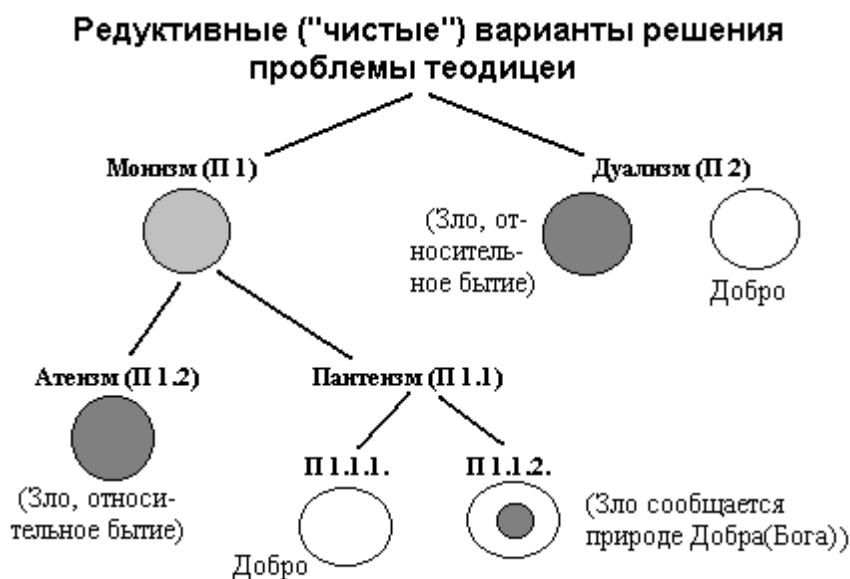 Редуктивные ("чистые") варианты решения
проблемы теодицеи
Монизм (П 1)
Дуализм (П 2)
(Зло, от-
носитель-
ное бытие)
Добро
Атеизм (П 1.2)
Пантеизм (П 1.1)
П 1.1.1.
П 1.1.2.
(Зло, относи-
тельное бытие)
Добро
(Зло сообщается
природе Добра(Бога))